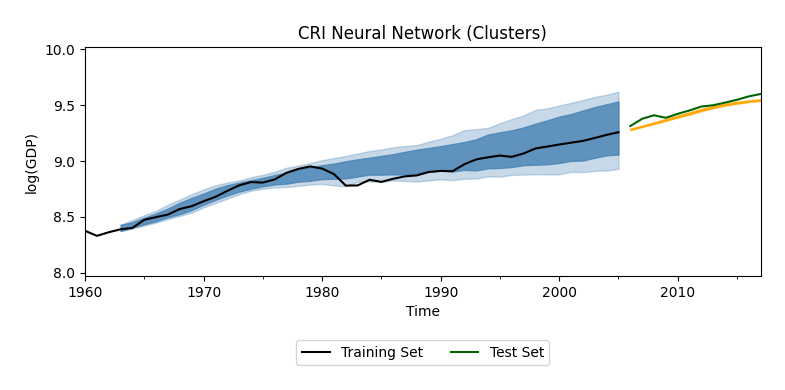 CRI Neural Network (Clusters)
10.0
9.5
9.0
8.5
8.0
log(GDP)
1960 1970 1980 1990 2000 2010
Time
Training Set Test Set